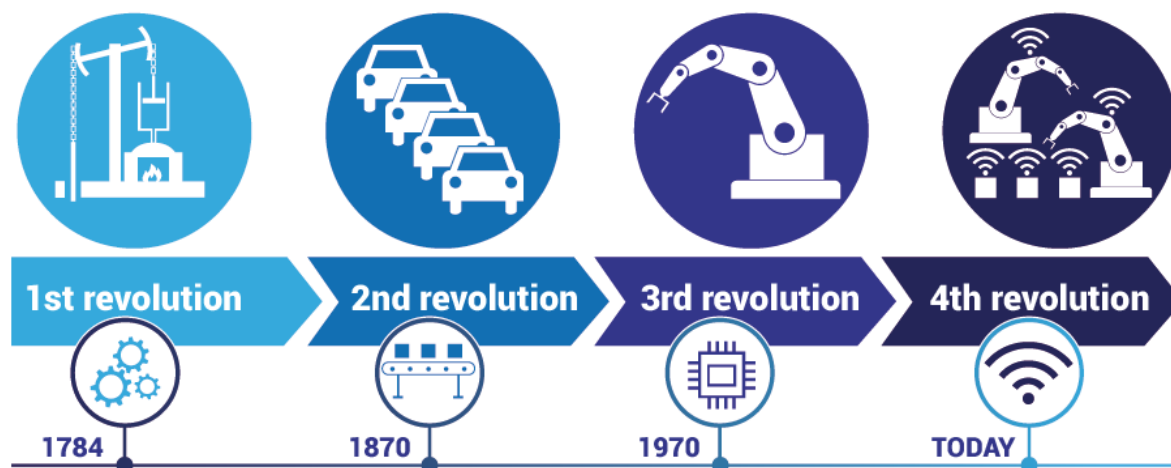 1st revolution
2nd revolution
3rd revolution
4th revolution
1784
1870
1970
TODAY